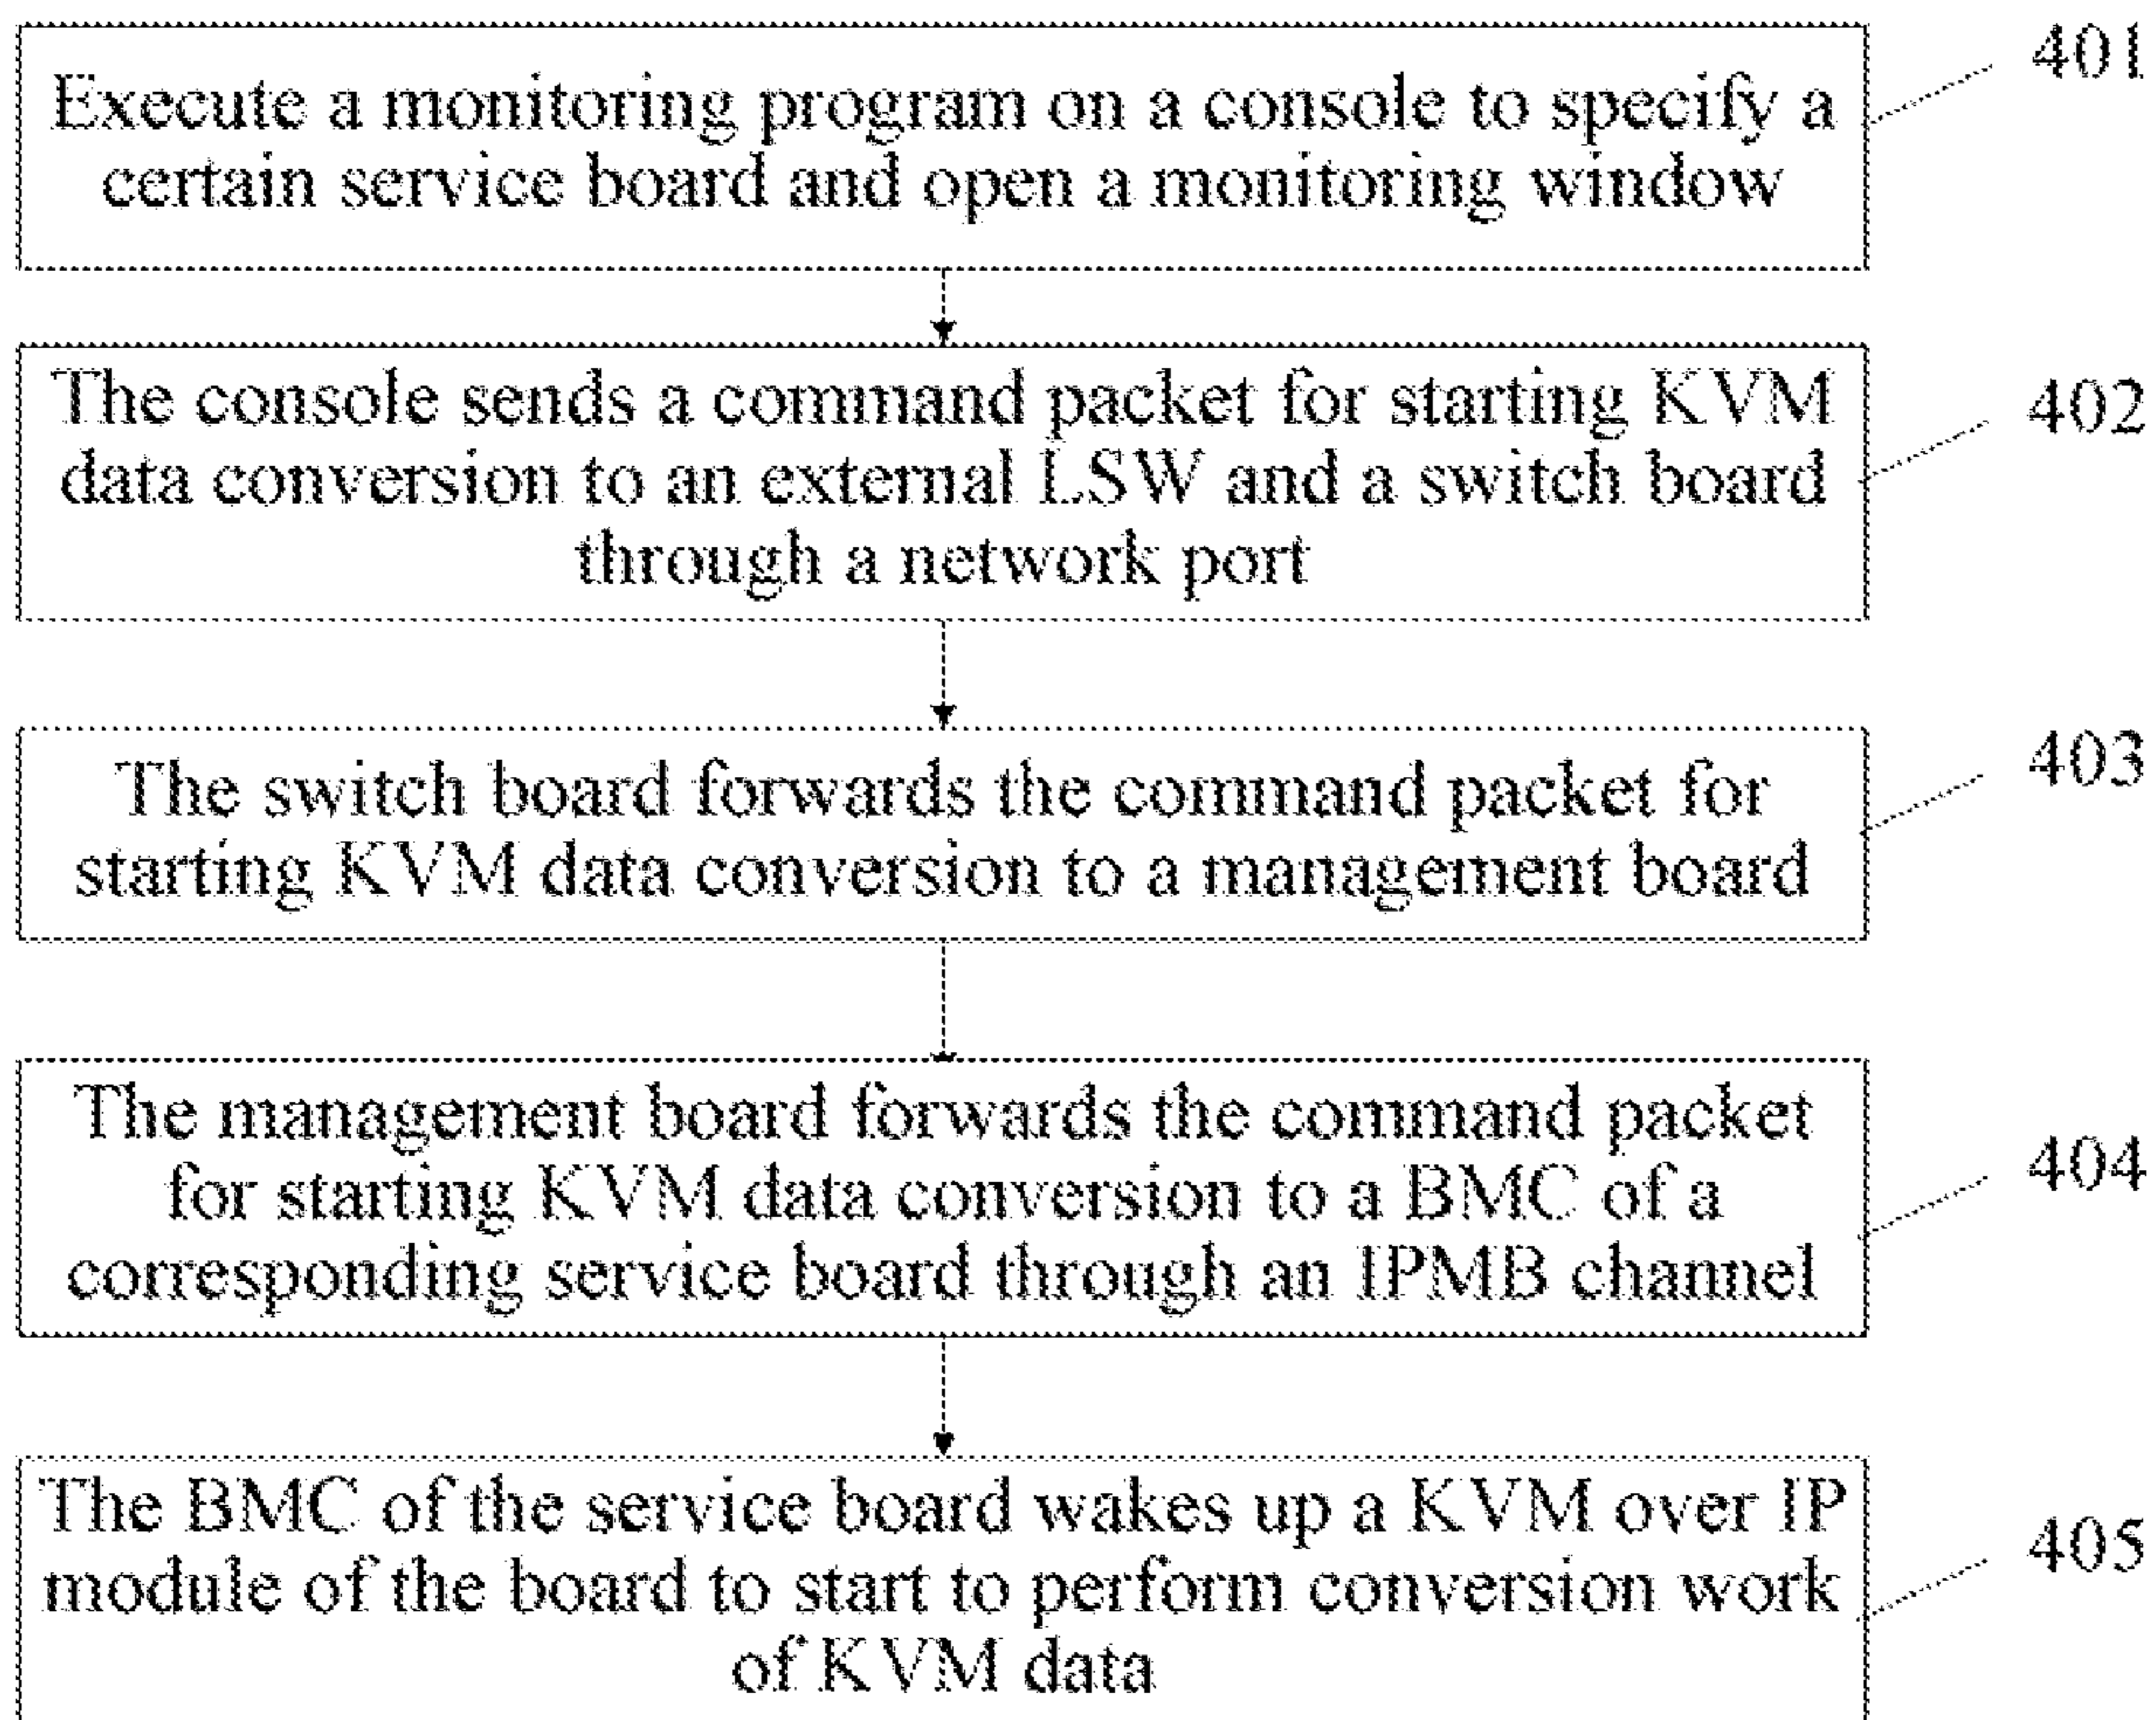 Execute a monitoring program on a console to specify a
certain service board and open a monitoring window
401
The console sends a command packet for starting KVM
data conversion to an external LSW and a switch board
through a network port
402
The switch board forwards the command packet for
starting KVM data conversion to a management board
403
The management board forwards the command packet
for starting KVM data conversion to a BMC of a
corresponding service board through an IPMB channel
404
The BMC of the service board wakes up a KVM over IP
module of the board to start to perform conversion work
of KVM data
405